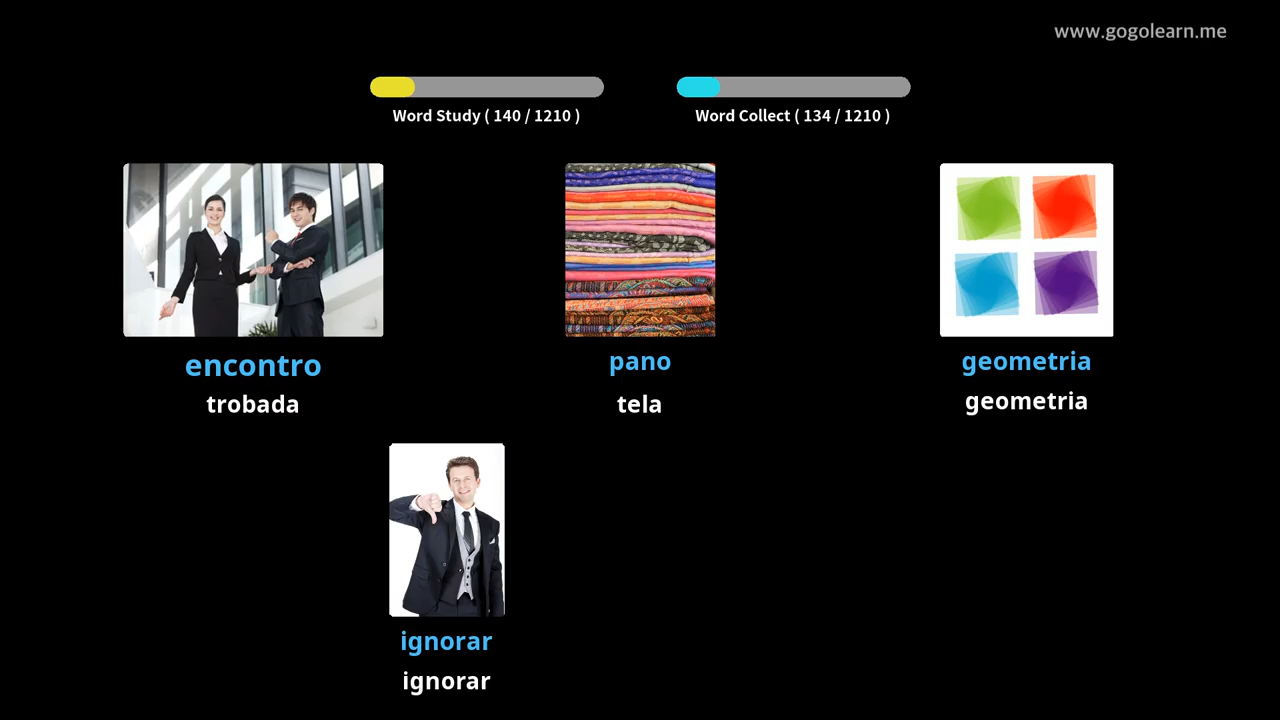 www.gogolearn.me
Word Study ( 140 / 1210 )
Word Collect ( 134 / 1210 )
encontro
trobada
pano
tela
geometria
geometria
ignorar
ignorar